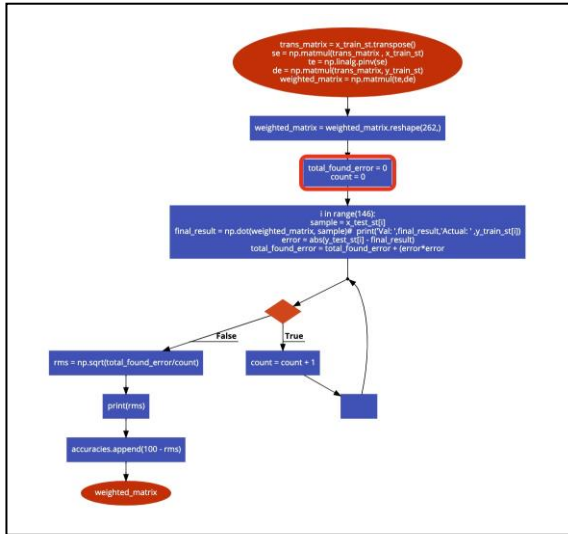 trans_matrix = x_train_st.transpose()
se = np.matmul(trans_matrix , x_train_st)
te = np.linalg.pinv(se)
de = np.matmul(trans_matrix, y_train_st)
weighted_matrix = np.matmul(te,de)
weighted_matrix = weighted_matrix.reshape(262,)
total_found_error = 0
count = 0
i in range(146):
sample = x_test_st[i]
final_result = np.dot(weighted_matrix, sample)# print('Val: ',final_result,'Actual: ' ,y_train_st[i])
error = abs(y_test_st[i] - final_result)
total_found_error = total_found_error + (error*error
False
True
rms = np.sqrt(total_found_error/count)
count = count + 1
print(rms)
accuracies.append(100 - rms)
weighted_matrix